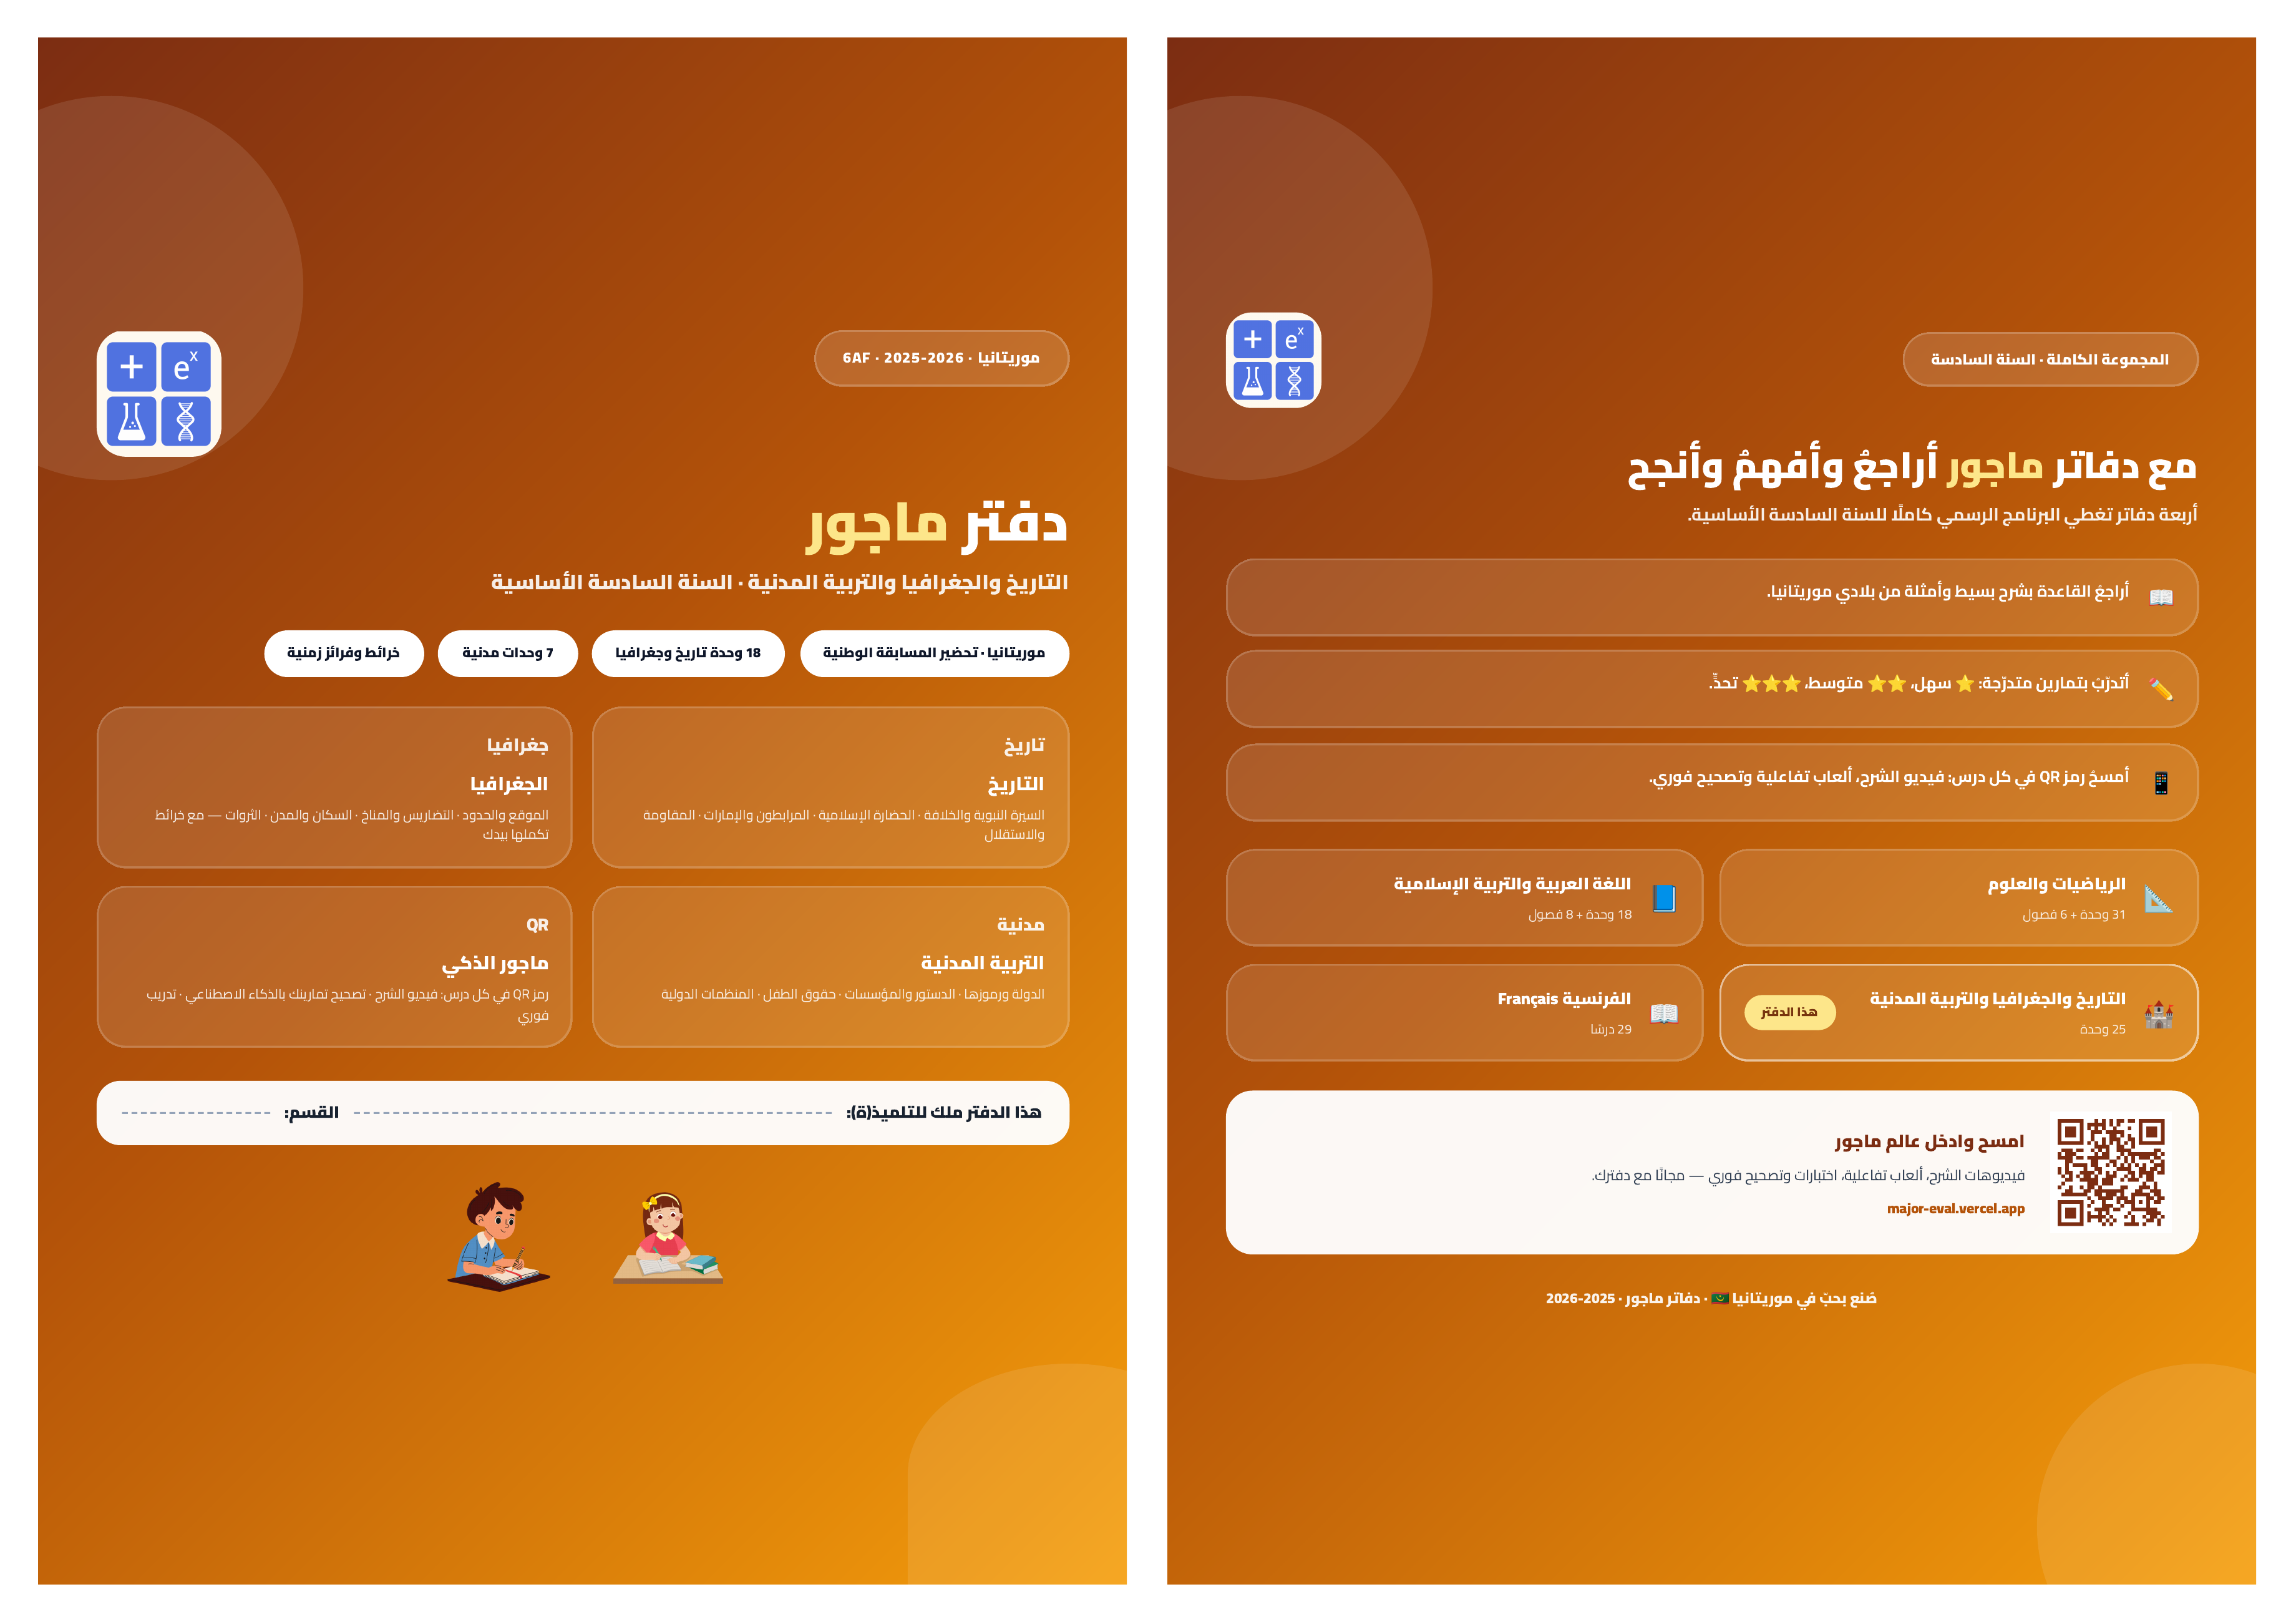 موريتانيا · 2025-2026 · 6AF
+
eˣ
دفتر ماجور
التاريخ والجغرافيا والتربية المدنية · السنة السادسة الأساسية
موريتانيا · تحضير المسابقة الوطنية
18 وحدة تاريخ وجغرافيا
7 وحدات مدنية
خرائط وفرائز زمنية
تاريخ
التاريخ
السيرة النبوية والخلافة · الحضارة الإسلامية · المرابطون والإمارات · المقاومة
والاستقلال
جغرافيا
الجغرافيا
الموقع والحدود · التضاريس والمناخ · السكان والمدن · الثروات — مع خرائط
تكملها بيدك
مدنية
التربية المدنية
الدولة ورموزها · الدستور والمؤسسات · حقوق الطفل · المنظمات الدولية
QR
ماجور الذكي
رمز QR في كل درس: فيديو الشرح · تصحيح تمارينك بالذكاء الاصطناعي · تدريب
فوري
هذا الدفتر ملك للتلميذ(ة): القسم:
المجموعة الكاملة · السنة السادسة
+
eˣ
مع دفاتر ماجور أراجعُ وأفهمُ وأنجح
أربعة دفاتر تغطي البرنامج الرسمي كاملًا للسنة السادسة الأساسية.
📖 أراجعُ القاعدة بشرح بسيط وأمثلة من بلادي موريتانيا.
✏️ أتدرّبُ بتمارين متدرّجة: ⭐ سهل، ⭐⭐ متوسط، ⭐⭐⭐ تحدٍّ.
📱 أمسحُ رمز QR في كل درس: فيديو الشرح، ألعاب تفاعلية وتصحيح فوري.
📐 الرياضيات والعلوم
31 وحدة + 6 فصول
📘 اللغة العربية والتربية الإسلامية
18 وحدة + 8 فصول
🏰 التاريخ والجغرافيا والتربية المدنية
25 وحدة
هذا الدفتر
📖 الفرنسية Français
29 درسًا
امسح وادخل عالم ماجور
فيديوهات الشرح، ألعاب تفاعلية، اختبارات وتصحيح فوري — مجانًا مع دفترك.
major-eval.vercel.app
صُنع بحبّ في موريتانيا 🇲🇷 · دفاتر ماجور · 2025-2026